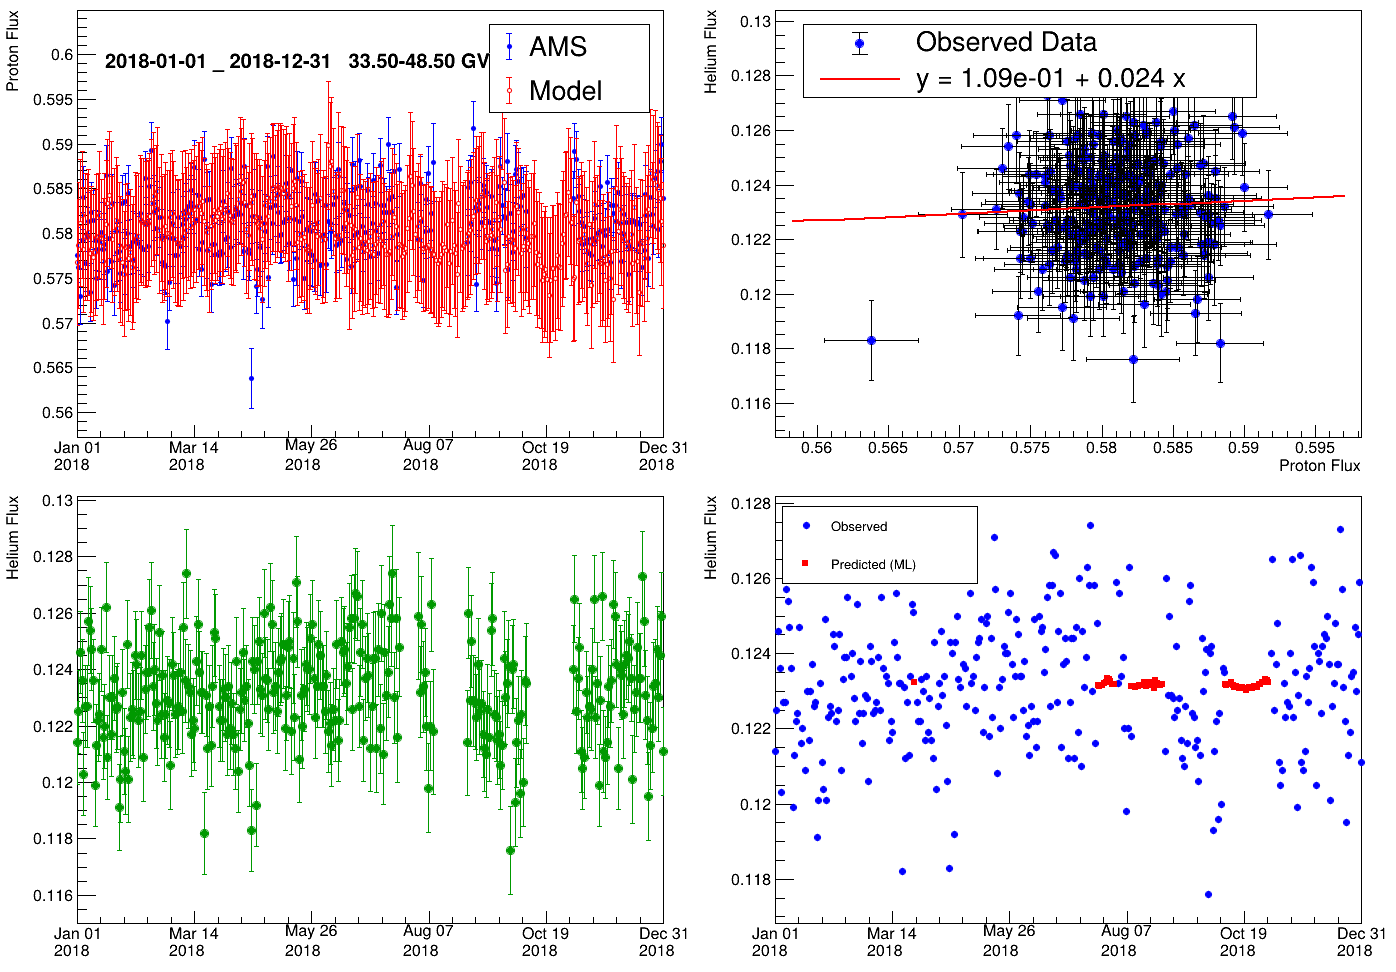 Proton Flux
0.6
0.595
0.59
0.585
0.58
0.575
0.57
0.565
0.56
2018-01-01 _ 2018-12-31 33.50-48.50 GV
AMS
Model
Jan 01 2018
Mar 14 2018
May 26 2018
Aug 07 2018
Oct 19 2018
Dec 31 2018
Helium Flux
0.13
0.128
0.126
0.124
0.122
0.12
0.118
0.116
Observed Data
y = 1.09e-01 + 0.024 x
0.56
0.565
0.57
0.575
0.58
0.585
0.59
0.595
Proton Flux
Helium Flux
0.13
0.128
0.126
0.124
0.122
0.12
0.118
0.116
Jan 01 2018
Mar 14 2018
May 26 2018
Aug 07 2018
Oct 19 2018
Dec 31 2018
Helium Flux
0.128
0.126
0.124
0.122
0.12
0.118
Observed
Predicted (ML)
Jan 01 2018
Mar 14 2018
May 26 2018
Aug 07 2018
Oct 19 2018
Dec 31 2018